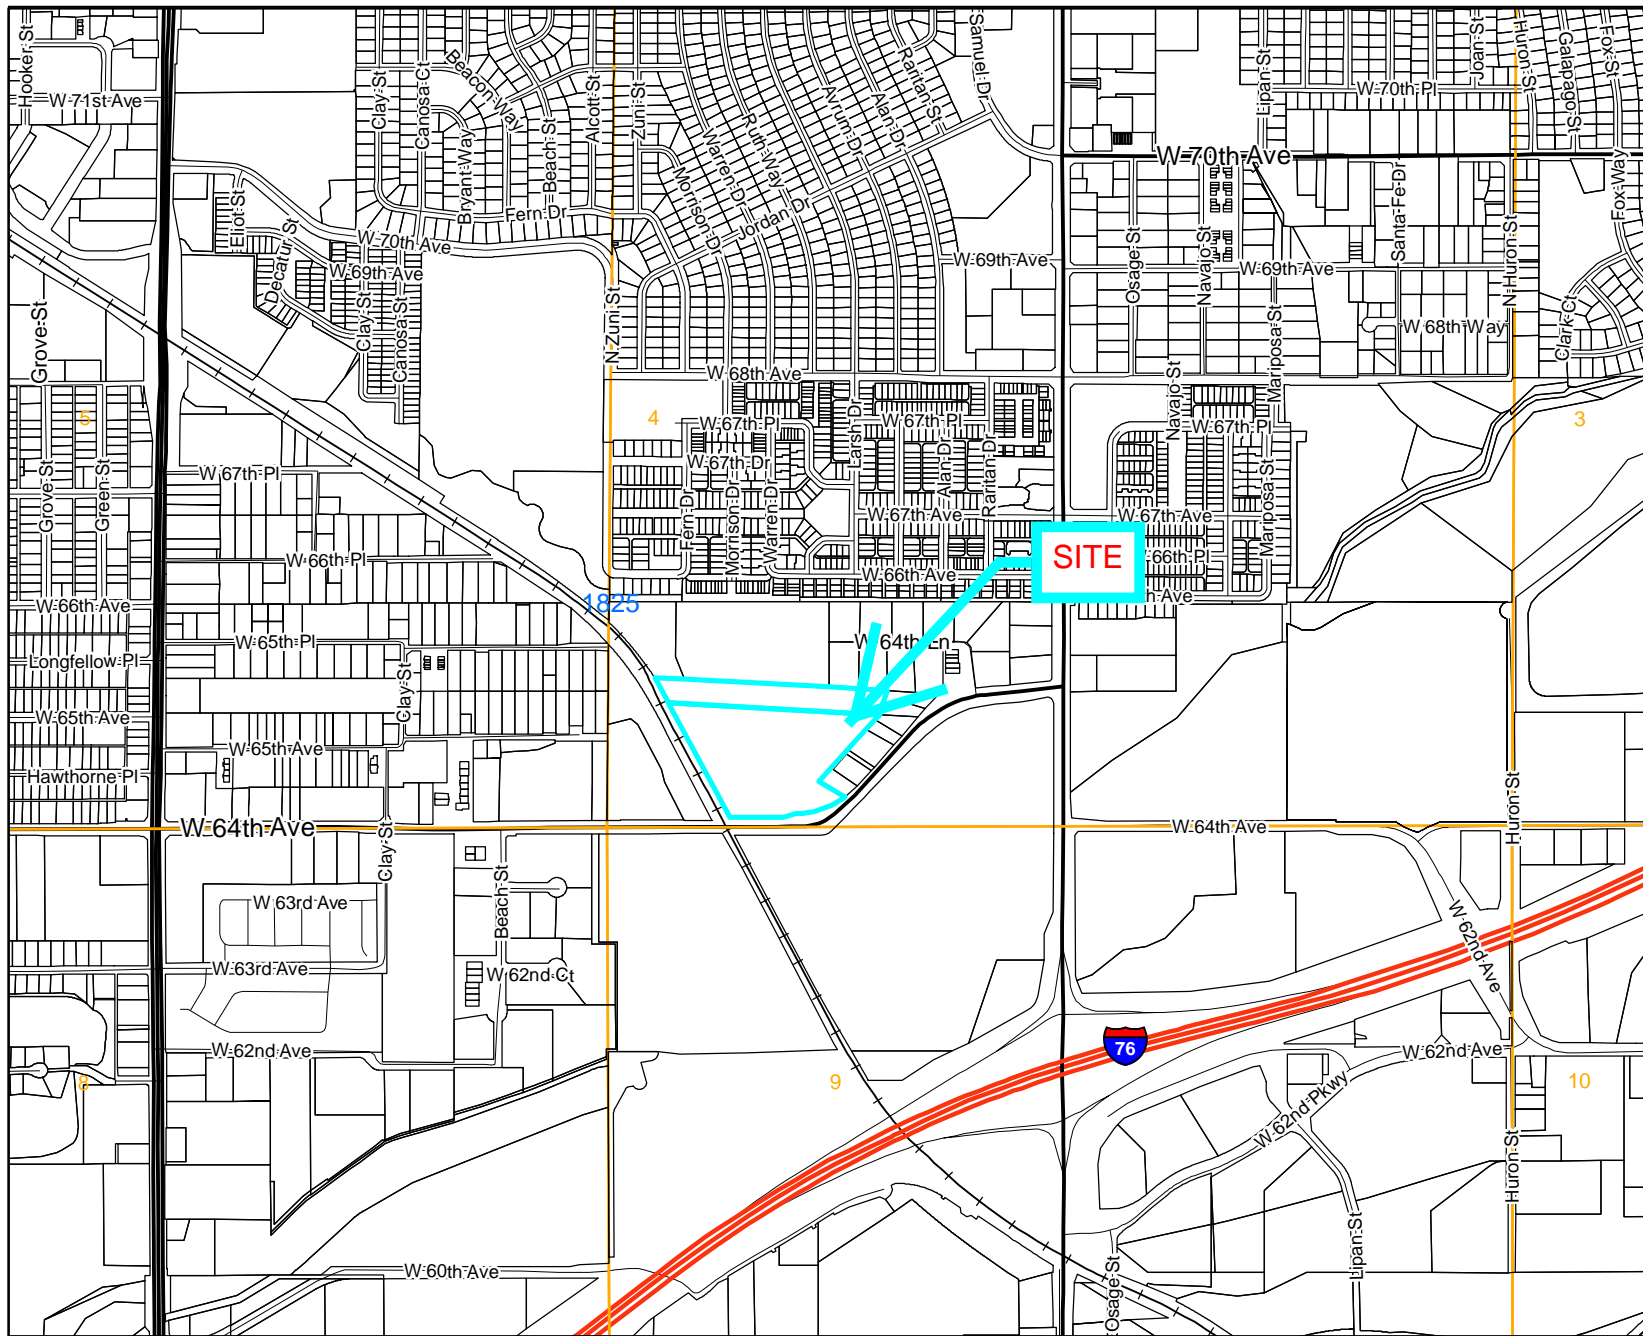 Hooker St
W 71st Ave
Clay St
Canosa Ct
Beacon Way
Bryant Way
Beach St
Alcott St
Zuni St
Warren Dr
Ruth Way
Avrum Dr
Alan Dr
Raritan St
Samuel Dr
Morrison Dr
Jordan Dr
Fern Dr
Lipan St
Joan St
Huron St
Galapago St
Fox St
W 70th Pl
W 70th Ave
Fox Way
Santa Fe Dr
Eliot St
Decatur St
W 70th Ave
W 69th Ave
Clay St
Canosa St
N Zuni St
W 69th Ave
Osage St
Navajo St
W 69th Ave
Mariposa St
N Huron St
W 68th Way
Clark Ct
Grove St
W 68th Ave
5
4
3
W 67th Pl
W 67th Dr
Larsh Dr
W 67th Pl
Alan Dr
Raritan Dr
Navajo St
W 67th Pl
Mariposa St
Grove St
Green St
W 67th Pl
Fern Dr
Morrison Dr
Warren Dr
W 67th Ave
W 67th Ave
W 66th Pl
W 66th Ave
SITE
66th Pl
h Ave
W 66th Ave
1825
W 65th Pl
W 64th Ln
Longfellow Pl
Clay St
W 65th Ave
W 65th Ave
Hawthorne Pl
Huron St
W 64th Ave
W 64th Ave
Clay St
Beach St
W 63rd Ave
W 62nd Ave
W 63rd Ave
W 62nd Ct
76
W 62nd Ave
W 62nd Ave
8
9
10
W 62nd Pkwy
Huron St
Lipan St
Osage St
W 60th Ave